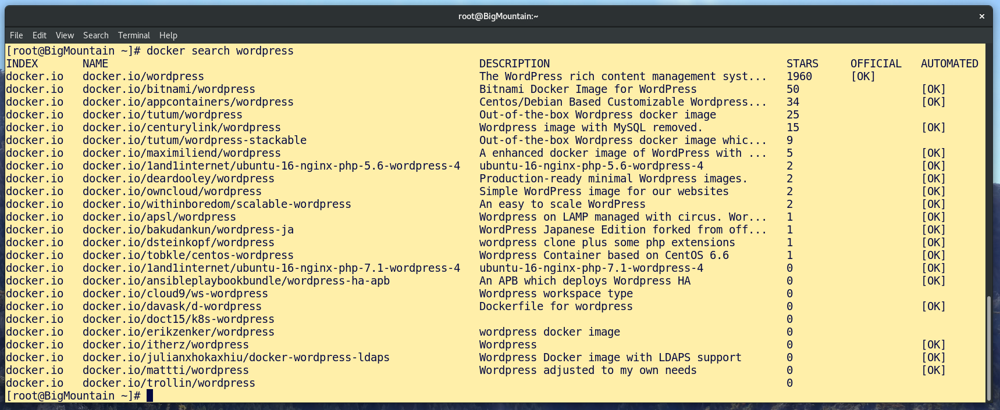 root@BigMountain:~ ×
File Edit View Search Terminal Help
[root@BigMountain ~]# docker search wordpress
INDEX NAME DESCRIPTION STARS OFFICIAL AUTOMATED
docker.io docker.io/wordpress The WordPress rich content management syst... 1960 [OK]
docker.io docker.io/bitnami/wordpress Bitnami Docker Image for WordPress 50 [OK]
docker.io docker.io/appcontainers/wordpress Centos/Debian Based Customizable Wordpress... 34 [OK]
docker.io docker.io/tutum/wordpress Out-of-the-box Wordpress docker image 25
docker.io docker.io/centurylink/wordpress Wordpress image with MySQL removed. 15 [OK]
docker.io docker.io/tutum/wordpress-stackable Out-of-the-box Wordpress docker image whic... 9
docker.io docker.io/maximiliend/wordpress A enhanced docker image of WordPress with ... 5 [OK]
docker.io docker.io/1and1internet/ubuntu-16-nginx-php-5.6-wordpress-4 ubuntu-16-nginx-php-5.6-wordpress-4 2 [OK]
docker.io docker.io/deardooley/wordpress Production-ready minimal Wordpress images. 2 [OK]
docker.io docker.io/owncloud/wordpress Simple WordPress image for our websites 2 [OK]
docker.io docker.io/withinboredom/scalable-wordpress An easy to scale WordPress 2 [OK]
docker.io docker.io/apsl/wordpress Wordpress on LAMP managed with circus. Wor... 1 [OK]
docker.io docker.io/bakudankun/wordpress-ja WordPress Japanese Edition forked from off... 1 [OK]
docker.io docker.io/dsteinkopf/wordpress wordpress clone plus some php extensions 1 [OK]
docker.io docker.io/tobkle/centos-wordpress Wordpress Container based on CentOS 6.6 1 [OK]
docker.io docker.io/1and1internet/ubuntu-16-nginx-php-7.1-wordpress-4 ubuntu-16-nginx-php-7.1-wordpress-4 0 [OK]
docker.io docker.io/ansibleplaybookbundle/wordpress-ha-apb An APB which deploys Wordpress HA 0 [OK]
docker.io docker.io/cloud9/ws-wordpress Wordpress workspace type 0
docker.io docker.io/davask/d-wordpress Dockerfile for wordpress 0 [OK]
docker.io docker.io/doct15/k8s-wordpress 0
docker.io docker.io/erikzenker/wordpress wordpress docker image 0
docker.io docker.io/itherz/wordpress Wordpress 0 [OK]
docker.io docker.io/julianxhokaxhiu/docker-wordpress-ldaps Wordpress Docker image with LDAPS support 0 [OK]
docker.io docker.io/mattti/wordpress Wordpress adjusted to my own needs 0 [OK]
docker.io docker.io/trollin/wordpress 0
[root@BigMountain ~]#